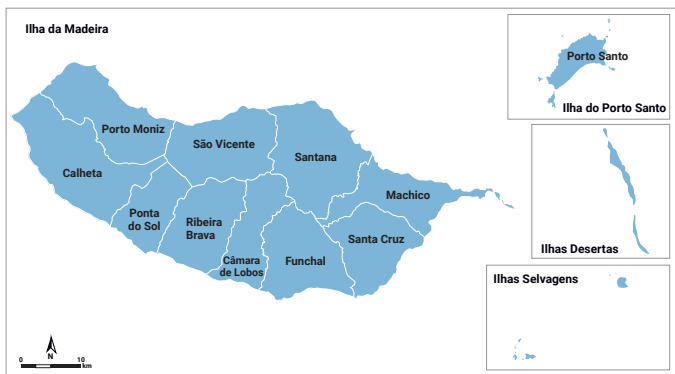 Ilha da Madeira
Porto Santo
Ilha do Porto Santo
Porto Moniz
São Vicente
Santana
Calheta
Machico
Ponta
do Sol
Ribeira
Brava
Santa Cruz
Câmara
de Lobos
Funchal
Ilhas Desertas
Ilhas Selvagens
N
0 10
km